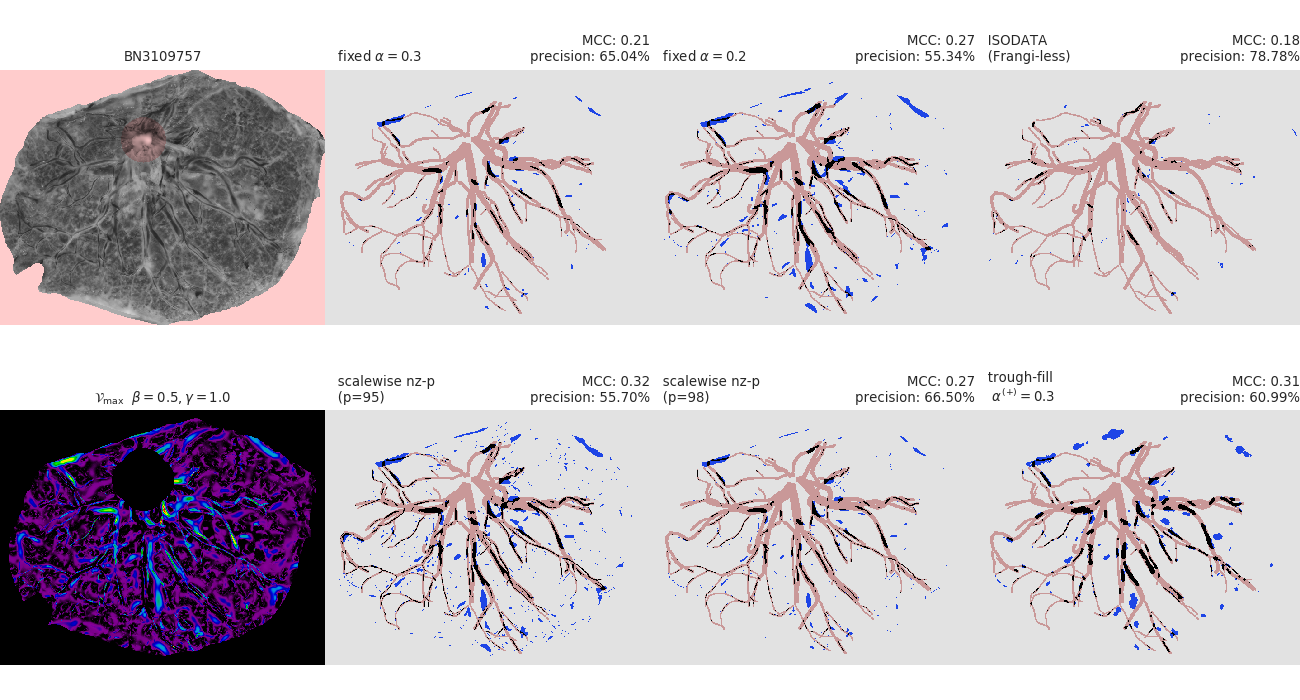 BN3109757
fixed α = 0.3
MCC: 0.21
precision: 65.04%
fixed α = 0.2
MCC: 0.27
precision: 55.34%
ISODATA
(Frangi-less)
MCC: 0.18
precision: 78.78%
𝒱max β = 0.5, γ = 1.0
scalewise nz-p
(p=95)
MCC: 0.32
precision: 55.70%
scalewise nz-p
(p=98)
MCC: 0.27
precision: 66.50%
trough-fill
α(+) = 0.3
MCC: 0.31
precision: 60.99%